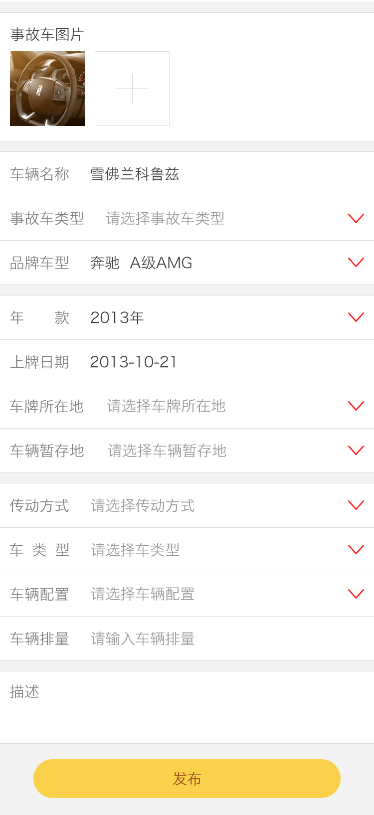 事故车图片
车辆名称 雪佛兰科鲁兹
事故车类型 请选择事故车类型
品牌车型 奔驰 A级AMG
年 款 2013年
上牌日期 2013-10-21
车牌所在地 请选择车牌所在地
车辆暂存地 请选择车辆暂存地
传动方式 请选择传动方式
车 类 型 请选择车类型
车辆配置 请选择车辆配置
车辆排量 请输入车辆排量
描述
发布